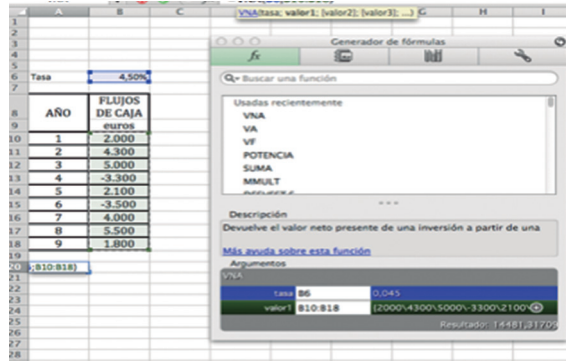 A B C G H I
VNA(tasa; valor1; [valor2]; [valor3]; ...)
1
2
3
4
5
6 Tasa 4,50%
7
8 AÑO FLUJOS DE CAJA
9 euros
10 1 2.000
11 2 4.300
12 3 5.000
13 4 -3.300
14 5 2.100
15 6 -3.500
16 7 4.000
17 8 5.500
18 9 1.800
19
20 ;B10:B18)
21
22
23
24
25
26
27
28
Generador de fórmulas
fx
Buscar una función
Usadas recientemente
VNA
VA
VF
POTENCIA
SUMA
MMULT
Descripción
Devuelve el valor neto presente de una inversión a partir de una
Más ayuda sobre esta función
Argumentos
VNA
tasa B6 0,045
valor1 B10:B18 {2000\4300\5000\-3300\2100\
Resultado: 14481,31705